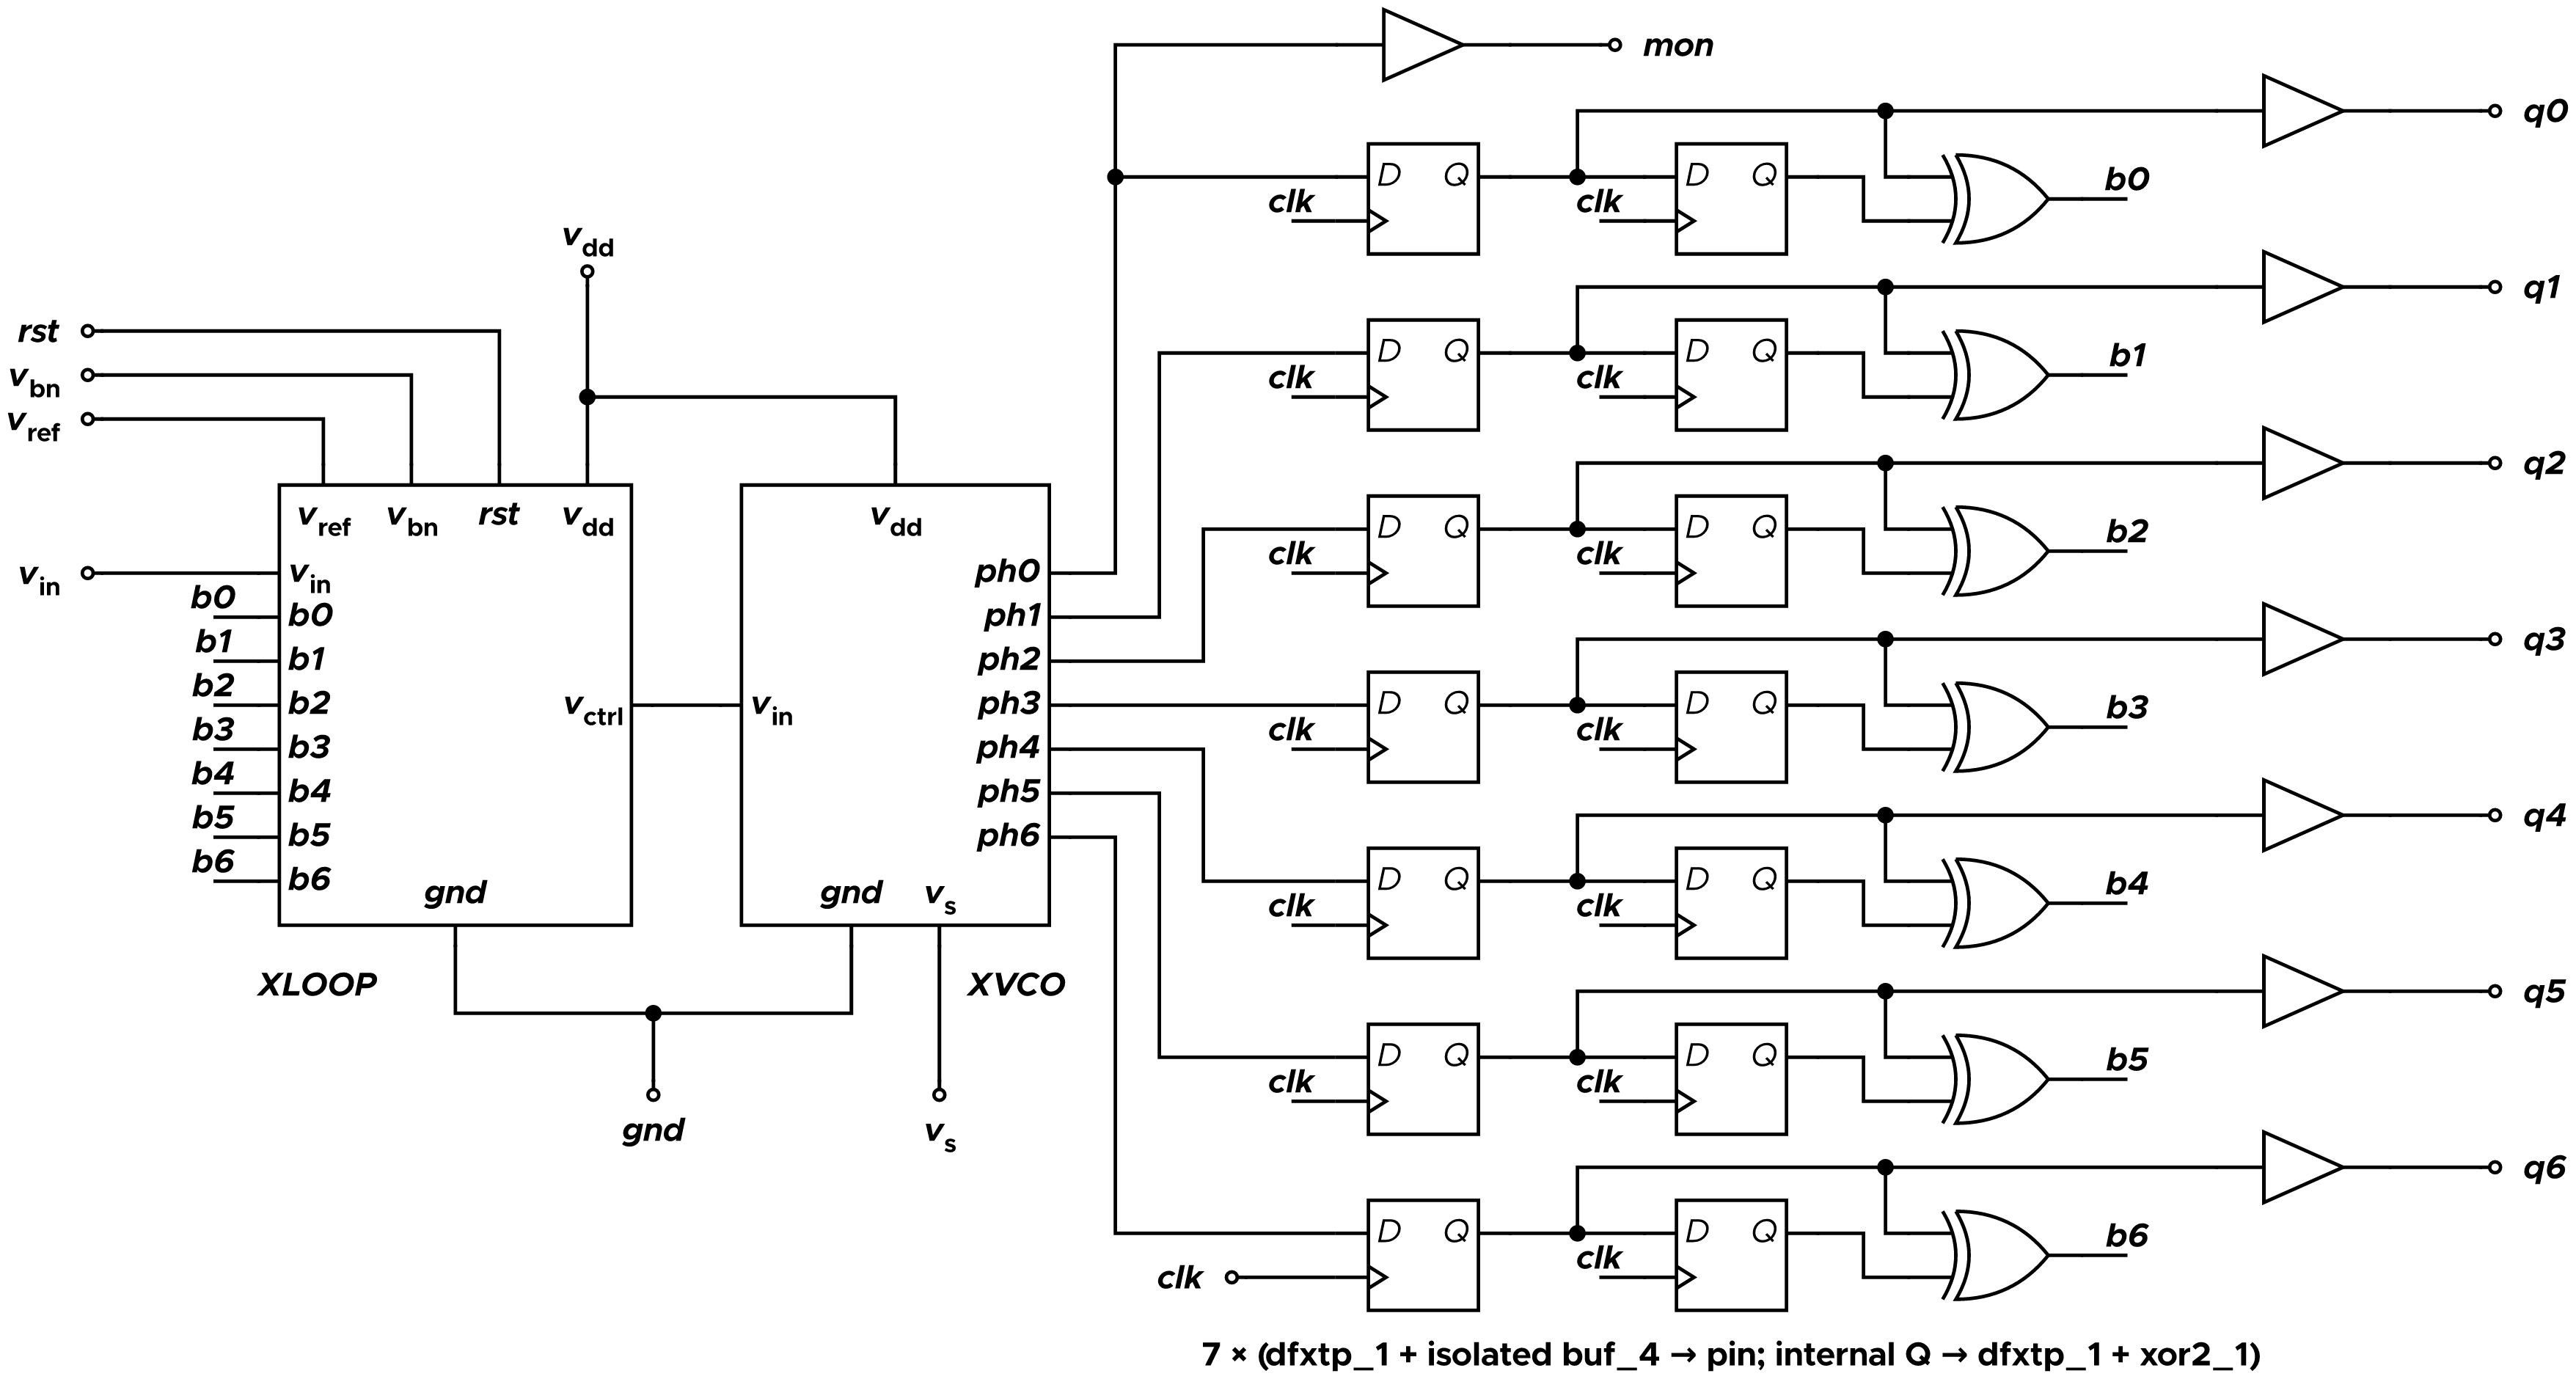 mon
q0
D Q D Q
clk clk b0
q1
D Q D Q
clk clk b1
q2
D Q D Q
clk clk b2
q3
D Q D Q
clk clk b3
q4
D Q D Q
clk clk b4
q5
D Q D Q
clk clk b5
q6
D Q D Q
clk clk b6
vdd
rst
vbn
vref
vref vbn rst vdd
vdd
vin vin
b0 b0
b1 b1
b2 b2
b3 b3
b4 b4
b5 b5
b6 b6
vctrl
gnd
XLOOP
vin
ph0
ph1
ph2
ph3
ph4
ph5
ph6
gnd vs
XVCO
gnd
vs
7 × (dfxtp_1 + isolated buf_4 → pin; internal Q → dfxtp_1 + xor2_1)